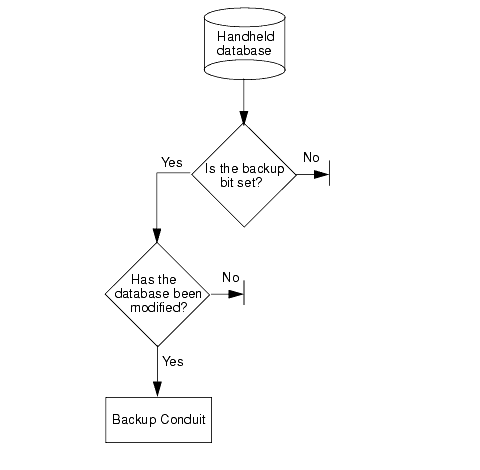 Handheld
database
No
Yes
Is the backup
bit set?
Has the
database been
modified?
No
Yes
Backup Conduit